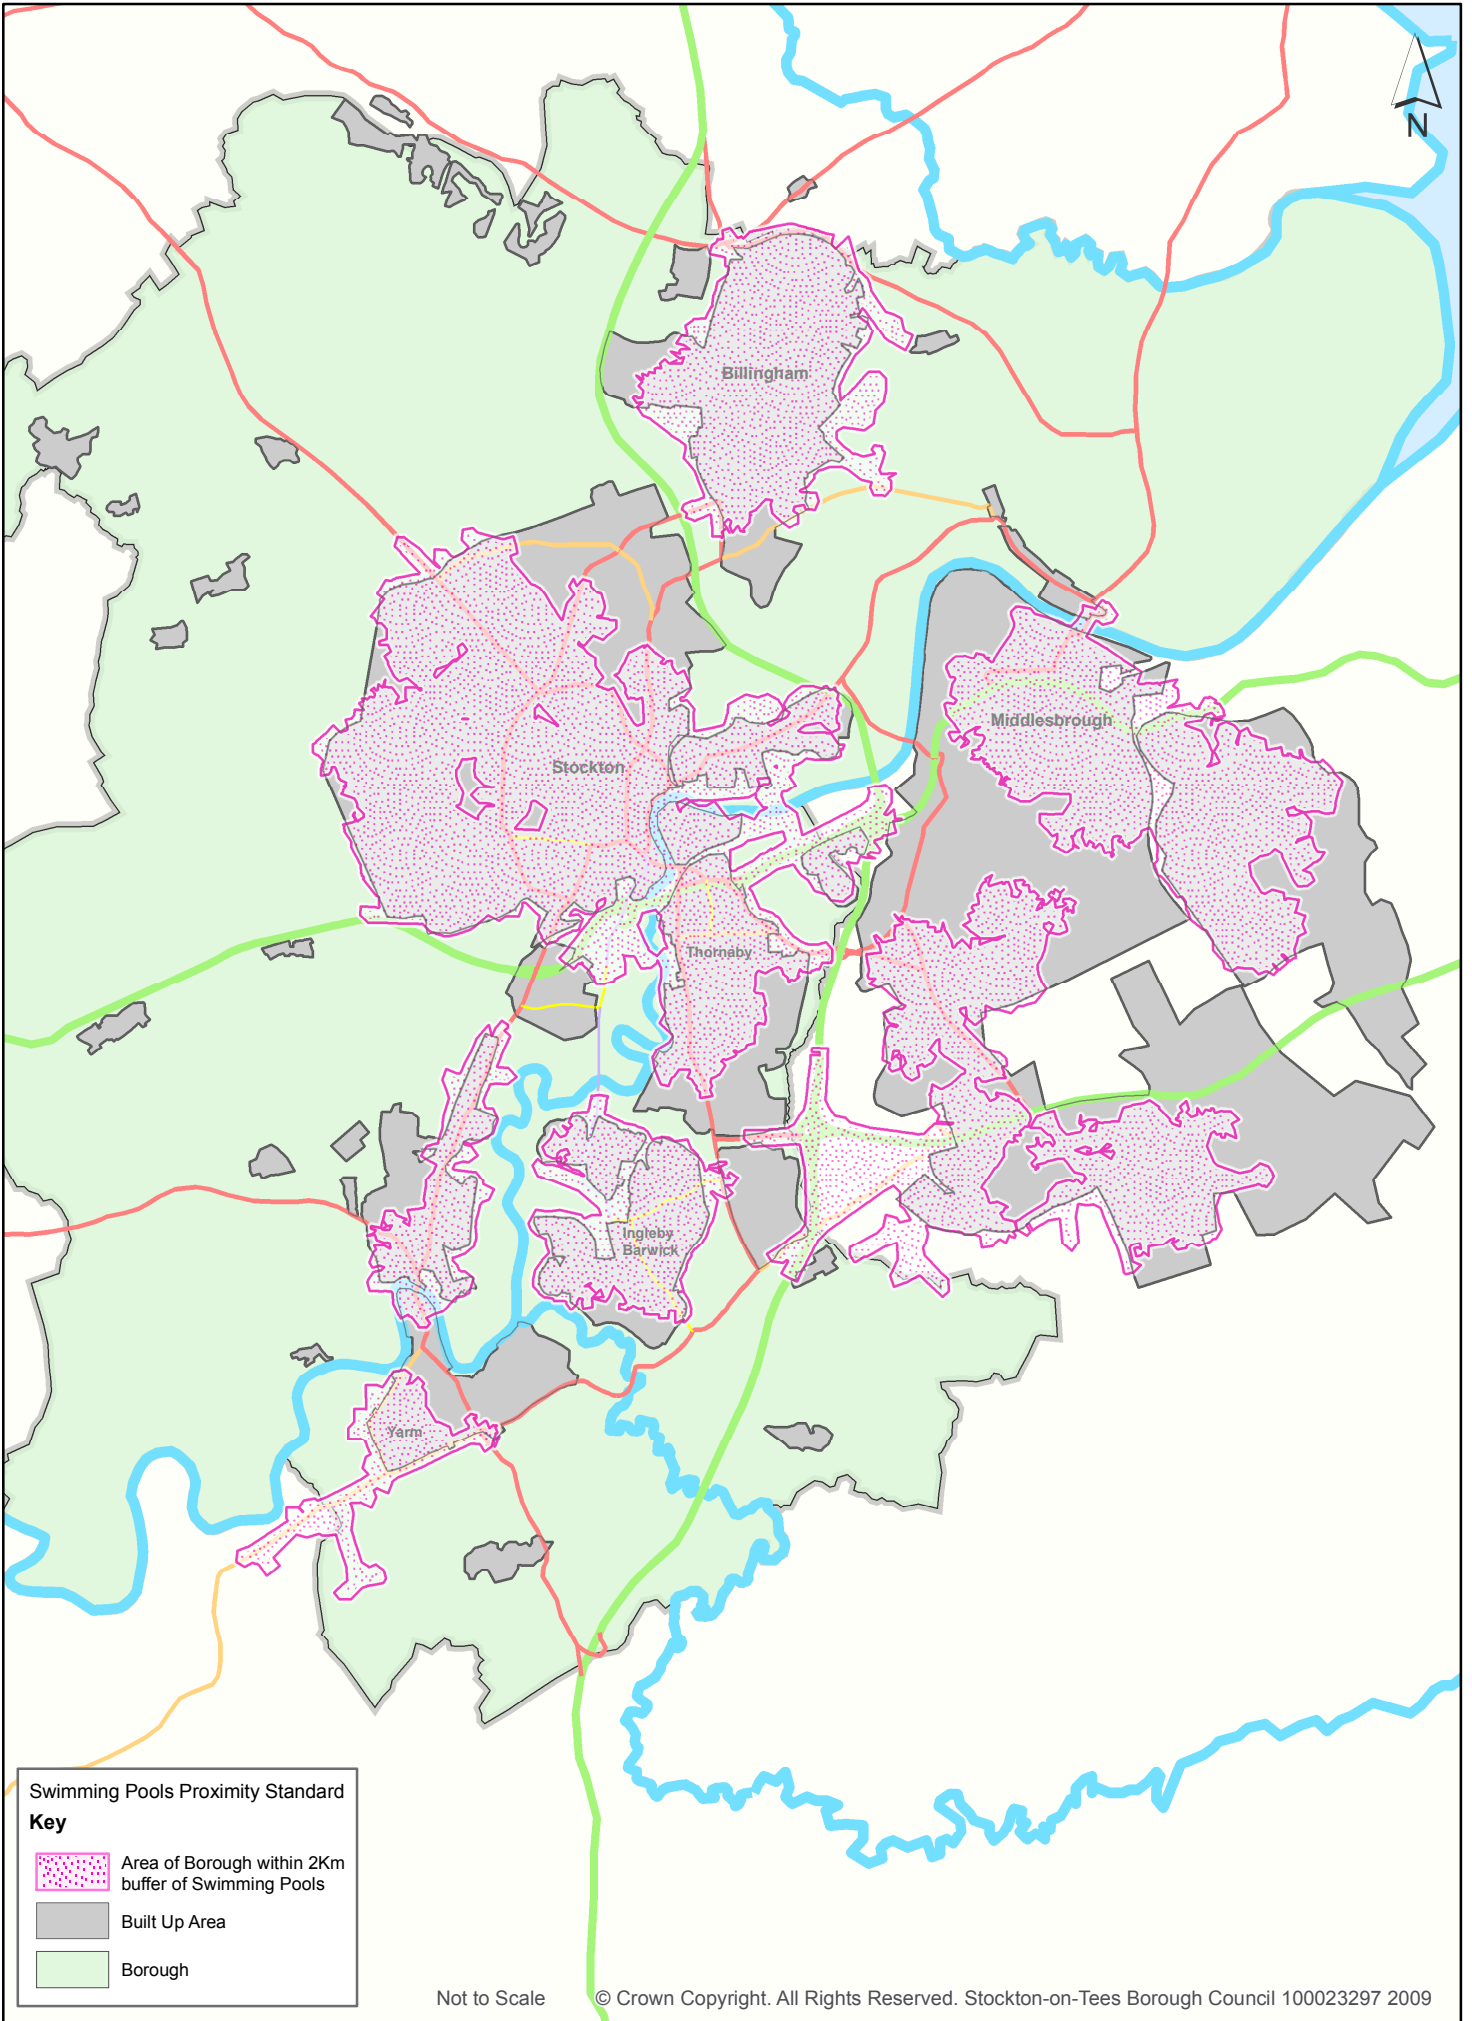 N
Billingham
Middlesbrough
Stockton
Thornaby
Ingleby
Barwick
Yarm
Swimming Pools Proximity Standard
Key
Area of Borough within 2Km
buffer of Swimming Pools
Built Up Area
Borough
Not to Scale
© Crown Copyright. All Rights Reserved. Stockton-on-Tees Borough Council 100023297 2009